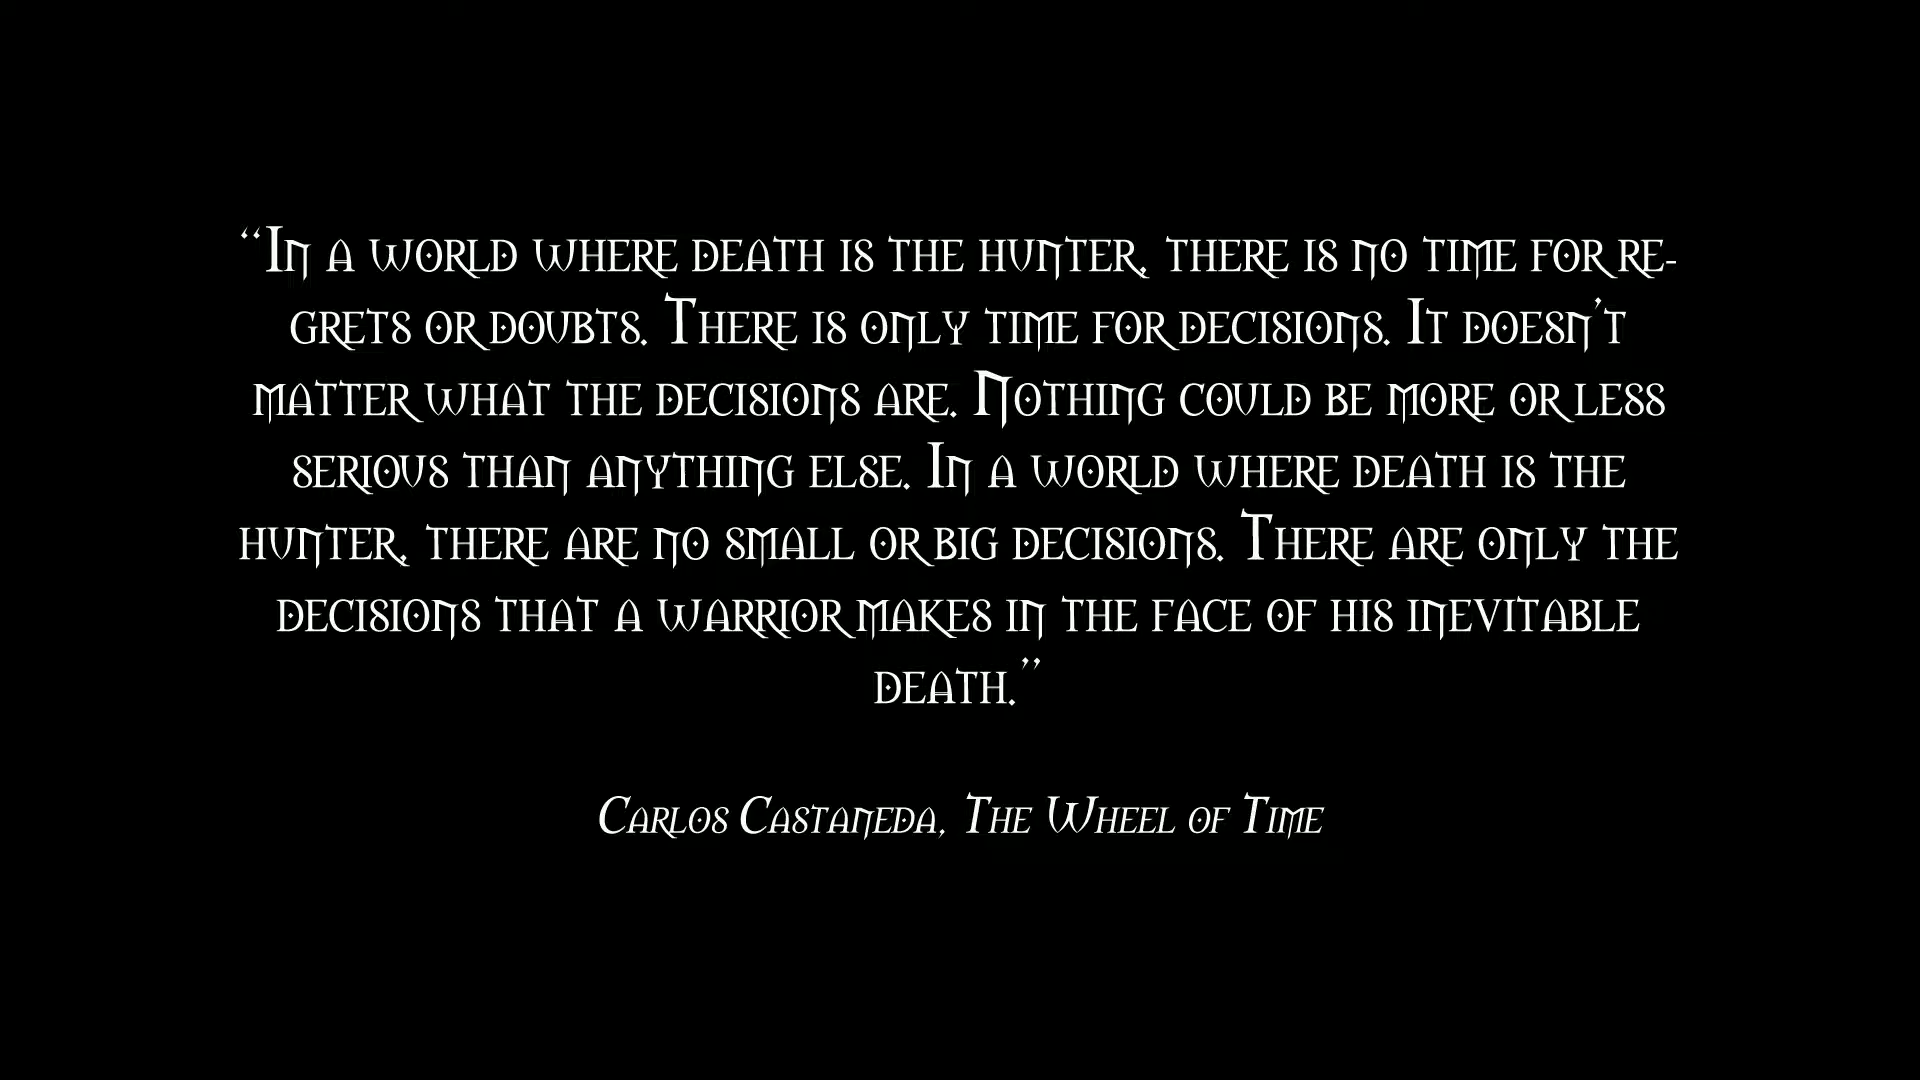 “In a world where death is the hunter, there is no time for re-
grets or doubts. There is only time for decisions. It doesn’t
matter what the decisions are. Nothing could be more or less
serious than anything else. In a world where death is the
hunter, there are no small or big decisions. There are only the
decisions that a warrior makes in the face of his inevitable
death.”
Carlos Castaneda, The Wheel of Time